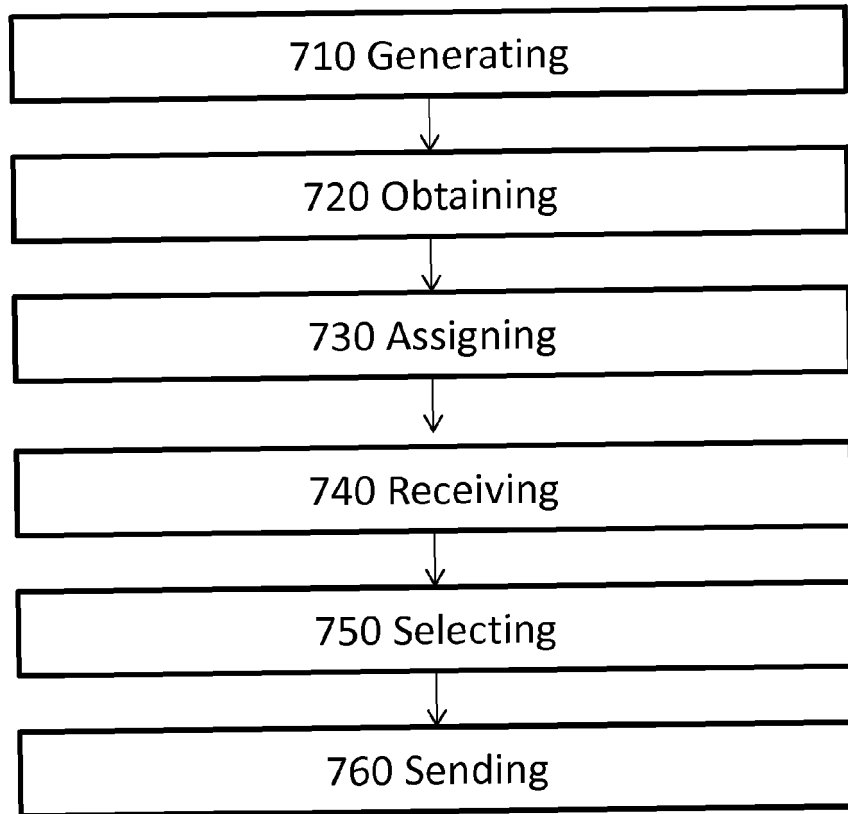 710 Generating
720 Obtaining
730 Assigning
740 Receiving
750 Selecting
760 Sending